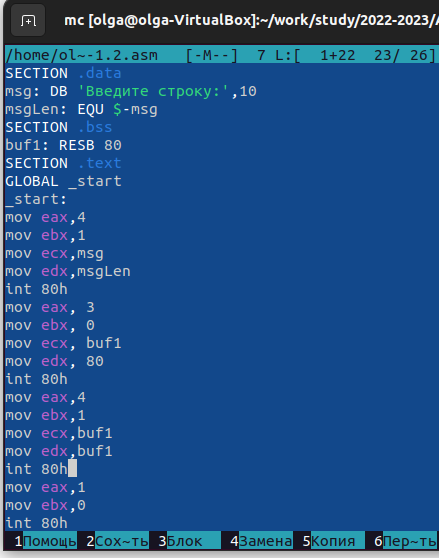 mc [olga@olga-VirtualBox]:~/work/study/2022-2023/
/home/ol~-1.2.asm [-M--] 7 L:[ 1+22 23/ 26]
SECTION .data
msg: DB 'Введите строку:',10
msgLen: EQU $-msg
SECTION .bss
buf1: RESB 80
SECTION .text
GLOBAL _start
_start:
mov eax,4
mov ebx,1
mov ecx,msg
mov edx,msgLen
int 80h
mov eax, 3
mov ebx, 0
mov ecx, buf1
mov edx, 80
int 80h
mov eax,4
mov ebx,1
mov ecx,buf1
mov edx,buf1
int 80h
mov eax,1
mov ebx,0
int 80h
1Помощь 2Сох~ть 3Блок 4Замена 5Копия 6Пер~ть